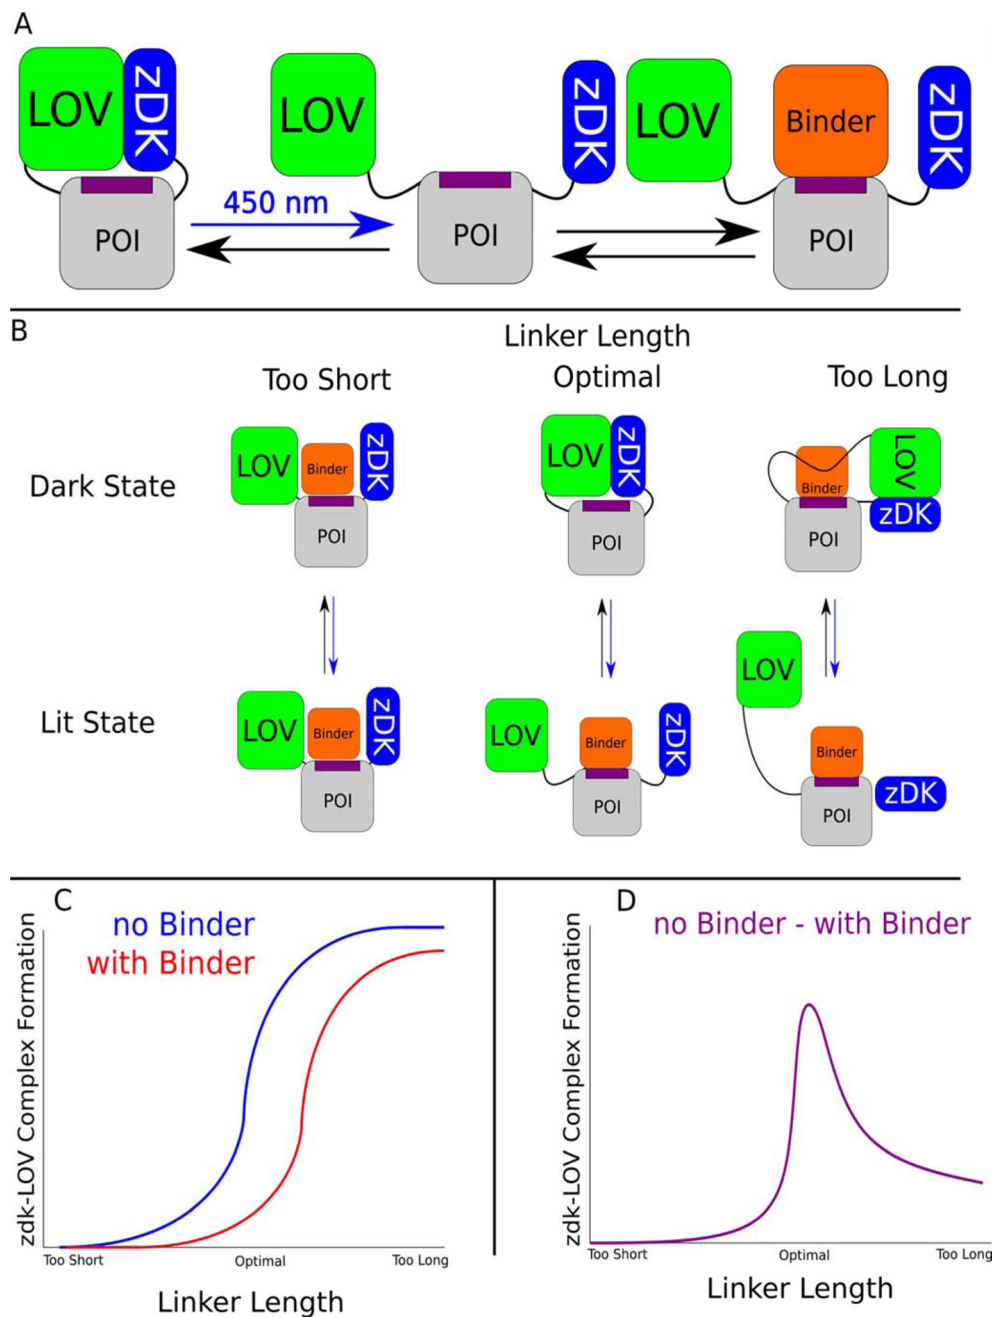 A
LOV
zDK
POI
450 nm
LOV
POI
zDK
LOV
Binder
POI
zDK
B
Linker Length
Too Short
Optimal
Too Long
Dark State
LOV
Binder
zDK
POI
LOV
zDK
POI
Binder
LOV
zDK
POI
Lit State
LOV
Binder
zDK
POI
LOV
Binder
zDK
POI
LOV
Binder
zDK
POI
C
no Binder
with Binder
zdk-LOV Complex Formation
Too Short
Optimal
Too Long
Linker Length
D
no Binder - with Binder
zdk-LOV Complex Formation
Too Short
Optimal
Too Long
Linker Length